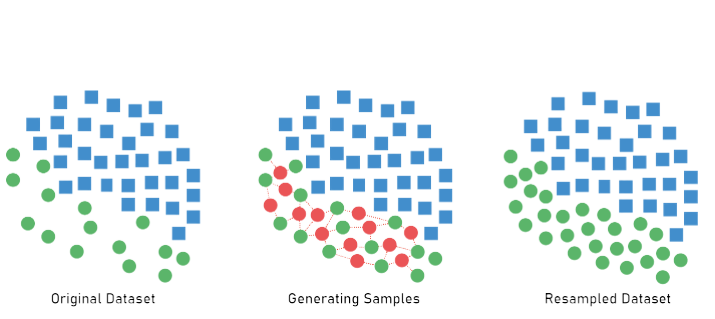 Original Dataset
Generating Samples
Resampled Dataset